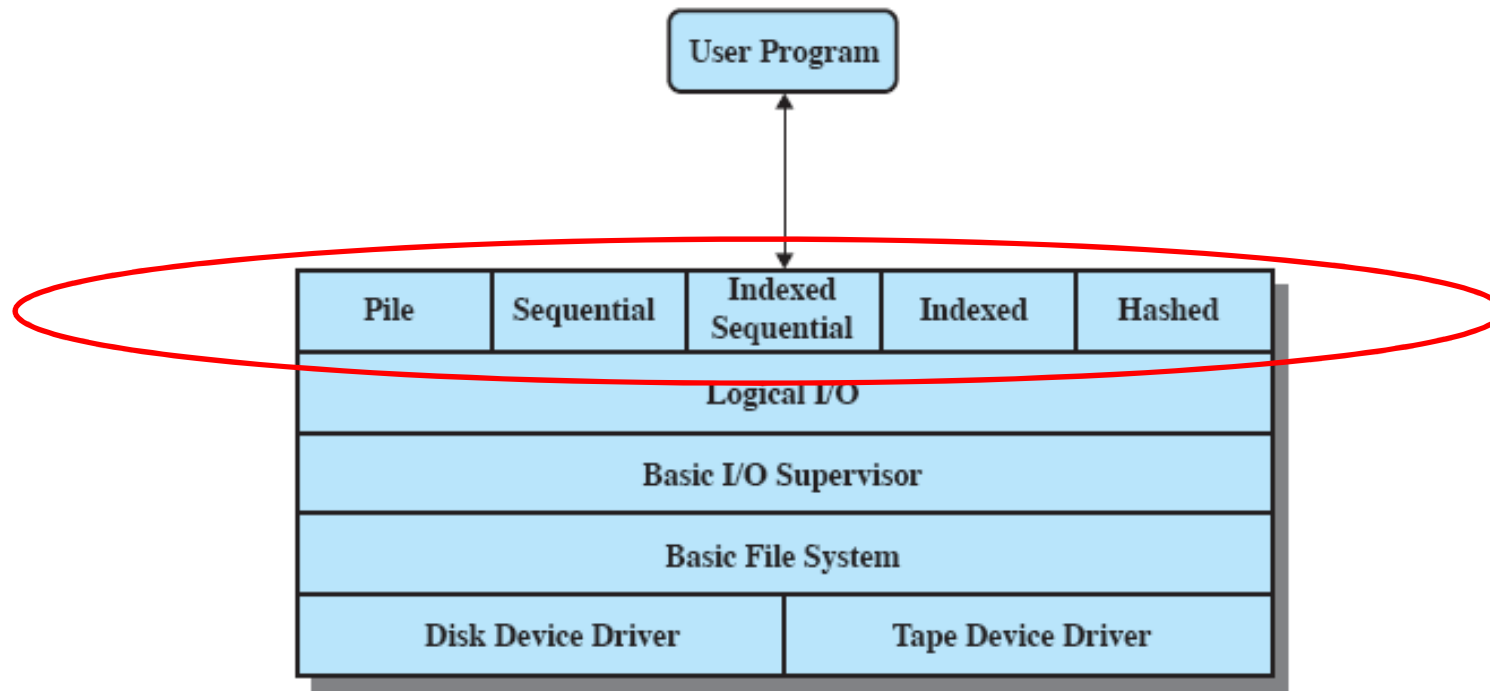 User Program
Pile
Sequential
Indexed
Sequential
Indexed
Hashed
Logical I/O
Basic I/O Supervisor
Basic File System
Disk Device Driver
Tape Device Driver